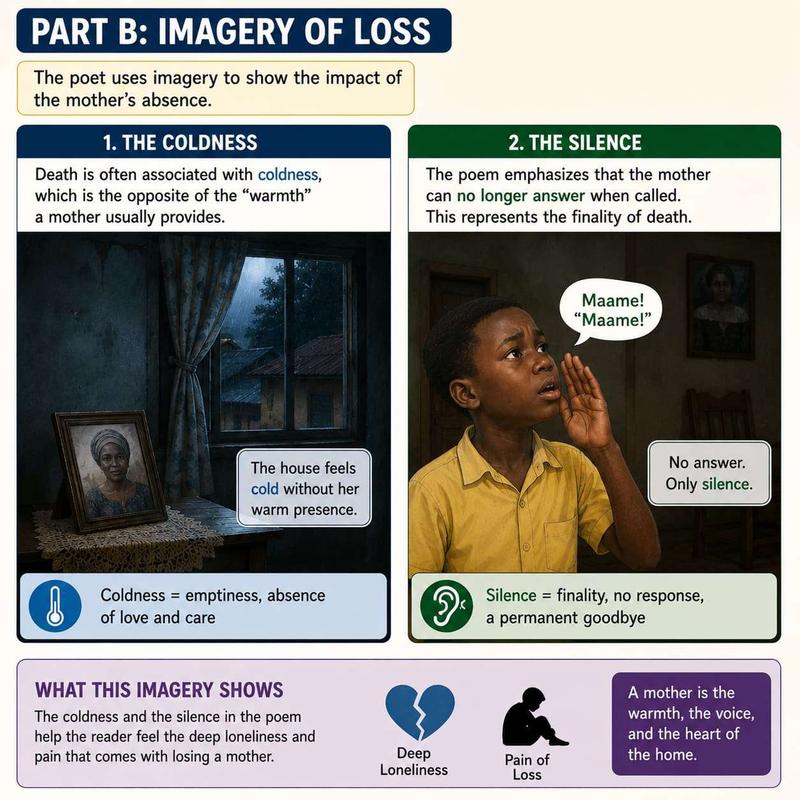 PART B: IMAGERY OF LOSS
The poet uses imagery to show the impact of
the mother's absence.
1. THE COLDNESS
Death is often associated with coldness,
which is the opposite of the “warmth”
a mother usually provides.
The house feels
cold without her
warm presence.
Coldness = emptiness, absence
of love and care
2. THE SILENCE
The poem emphasizes that the mother
can no longer answer when called.
This represents the finality of death.
Maame!
“Maame!”
No answer.
Only silence.
Silence = finality, no response,
a permanent goodbye
WHAT THIS IMAGERY SHOWS
The coldness and the silence in the poem
help the reader feel the deep loneliness and
pain that comes with losing a mother.
Deep
Loneliness
Pain of
Loss
A mother is the
warmth, the voice,
and the heart of
the home.